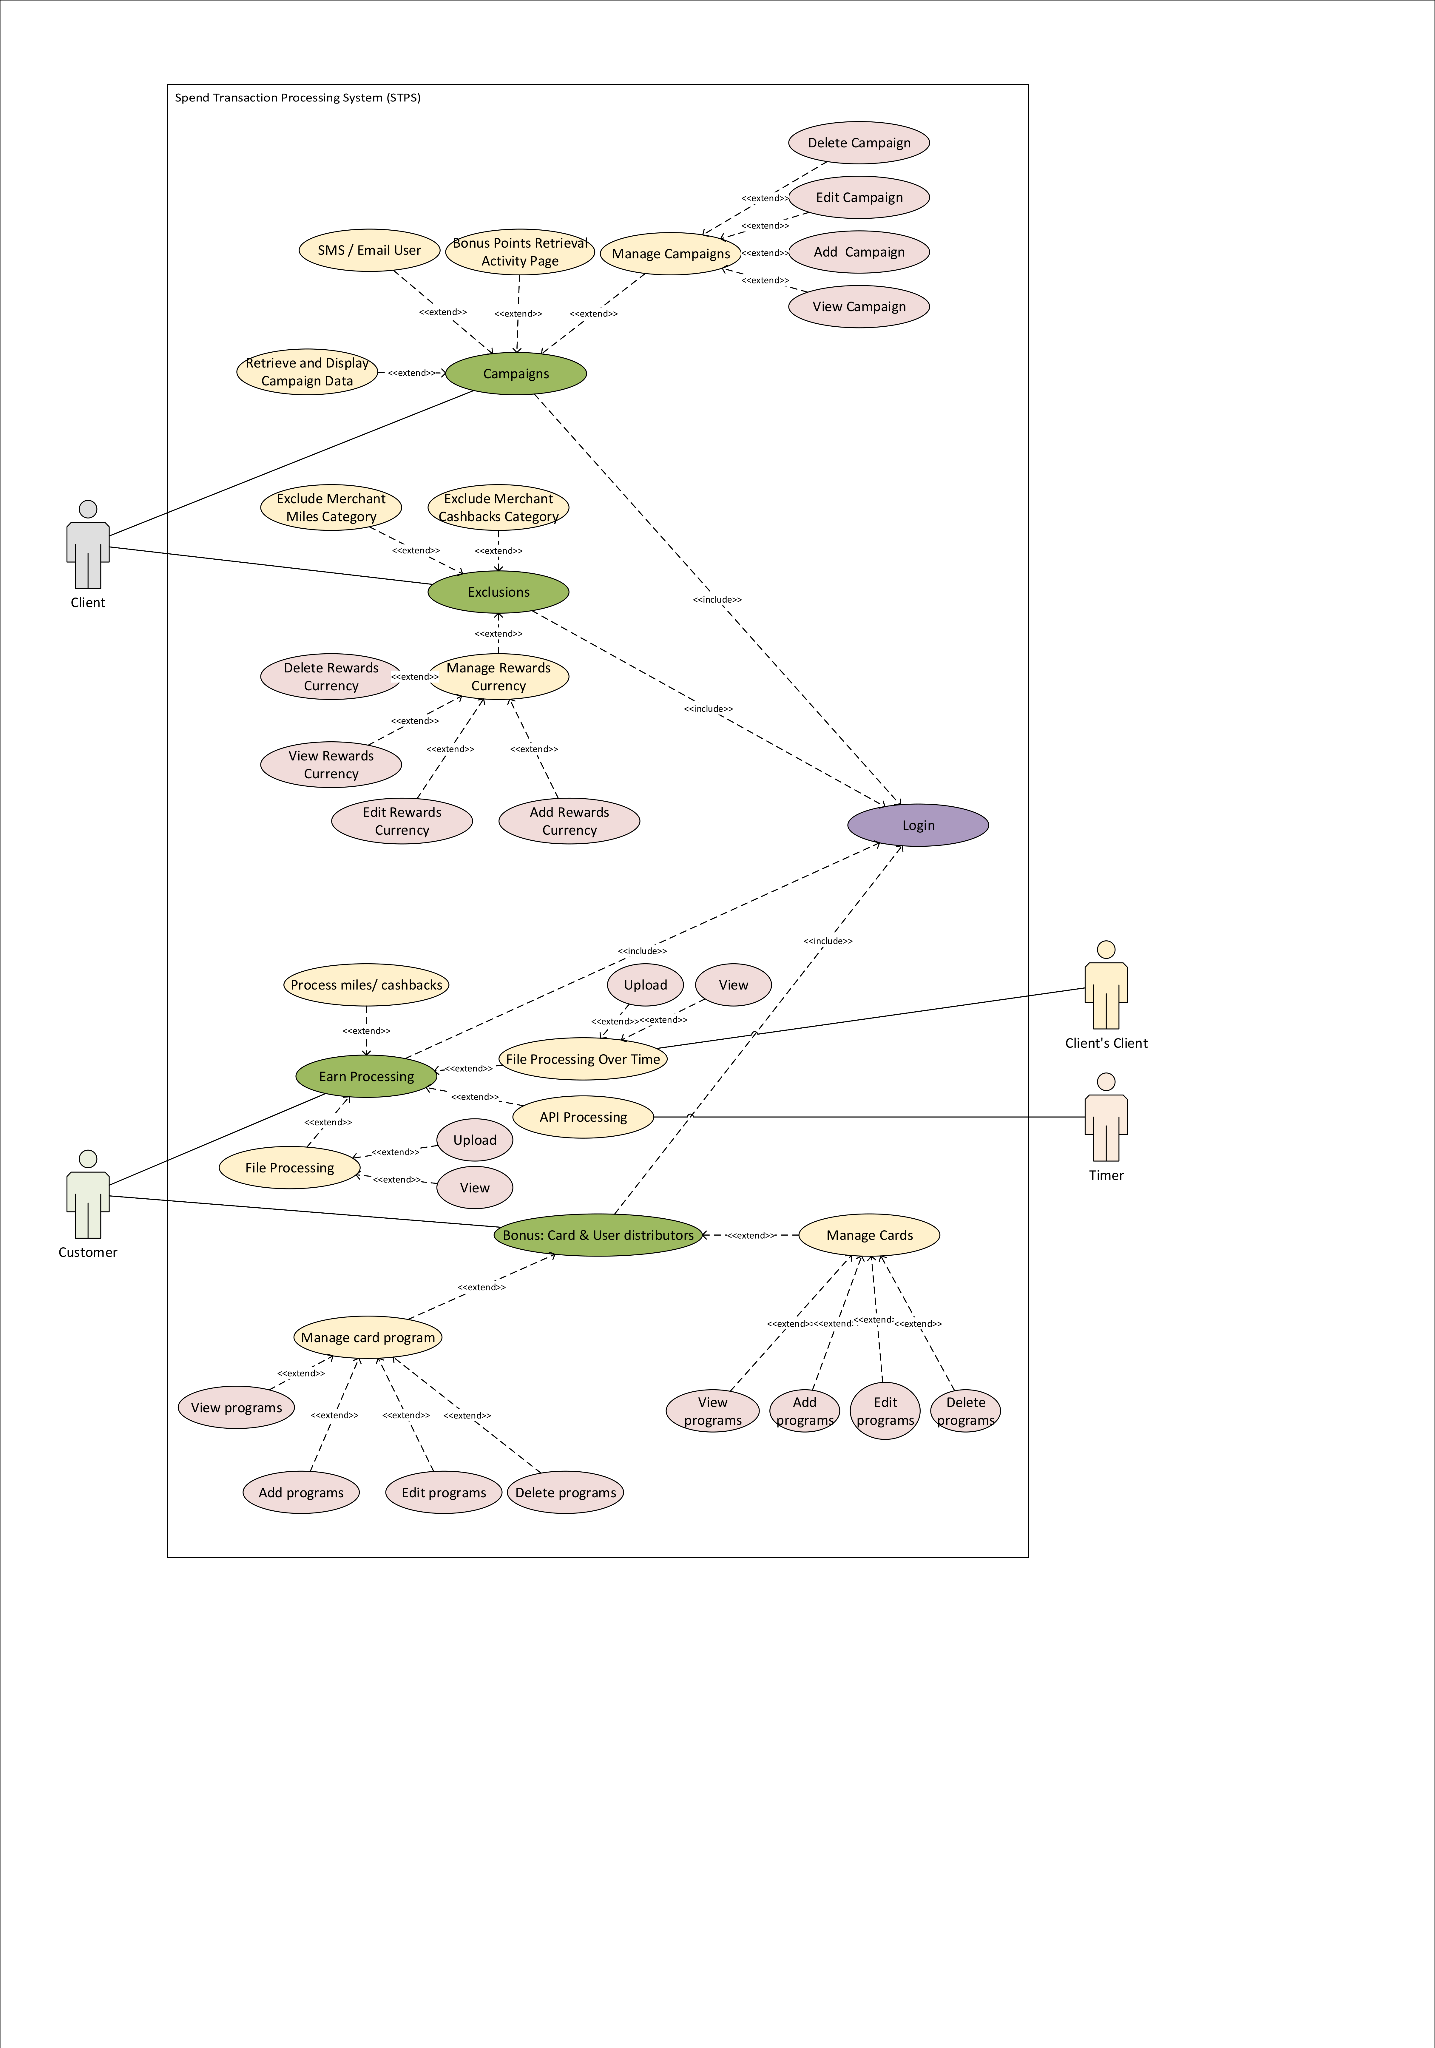 Spend Transaction Processing System (STPS)
Delete Campaign
<<extend>>
Edit Campaign
<<extend>>
SMS / Email User
Bonus Points Retrieval
Activity Page
Manage Campaigns
<<extend>>
Add  Campaign
<<extend>>
View Campaign
<<extend>>
<<extend>>
<<extend>>
Retrieve and Display
Campaign Data
<<extend>>
Campaigns
Exclude Merchant
Miles Category
Exclude Merchant
Cashbacks Category
<<extend>>
<<extend>>
Exclusions
Client
<<include>>
<<extend>>
Delete Rewards
Currency
<<extend>>
Manage Rewards
Currency
<<include>>
<<extend>>
View Rewards
Currency
<<extend>>
<<extend>>
Edit Rewards
Currency
Add Rewards
Currency
Login
<<include>>
<<include>>
Process miles/ cashbacks
Upload
View
<<extend>>
<<extend>>
<<extend>>
Client's Client
File Processing Over Time
Earn Processing
<<extend>>
<<extend>>
API Processing
<<extend>>
Upload
<<extend>>
File Processing
Timer
<<extend>>
View
Customer
Bonus: Card & User distributors
<<extend>>
Manage Cards
<<extend>>
Manage card program
<<extend>>
<<extend>
<<extend>
<<extend>>
<<extend>>
View programs
<<extend>>
<<extend>>
<<extend>>
View
programs
Add
programs
Edit
programs
Delete
programs
Add programs
Edit programs
Delete programs